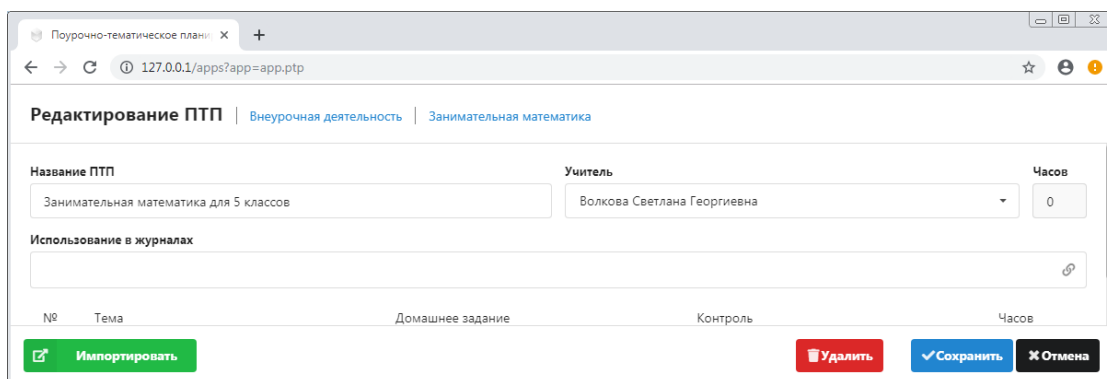 Поурочно-тематическое плани
127.0.0.1/apps?app=app.ptp
Редактирование ПТП | Внеурочная деятельность | Занимательная математика
Название ПТП Учитель Часов
Занимательная математика для 5 классов Волкова Светлана Георгиевна 0
Использование в журналах
№ Тема Домашнее задание Контроль Часов
Импортировать Удалить Сохранить Отмена